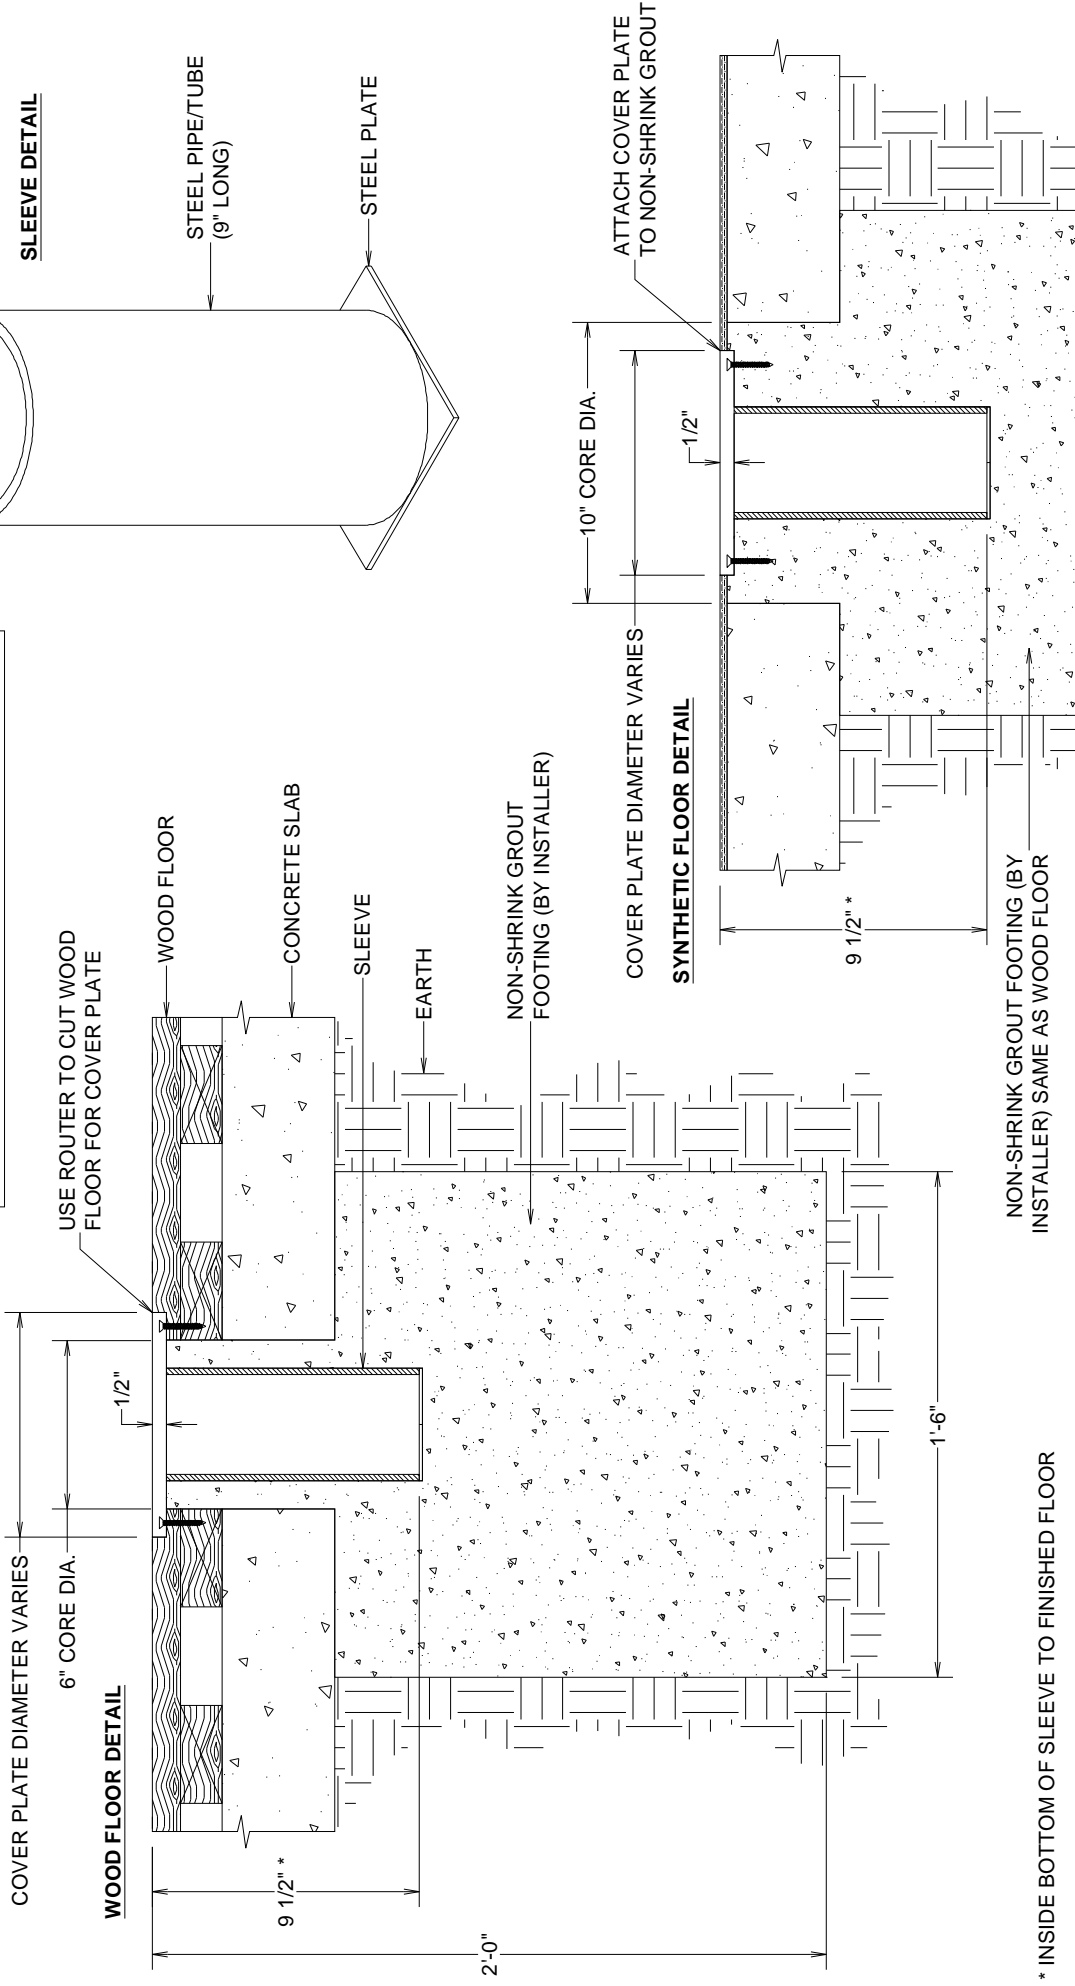 COVER PLATE DIAMETER VARIES
6" CORE DIA.
WOOD FLOOR DETAIL
1/2"
USE ROUTER TO CUT WOOD
FLOOR FOR COVER PLATE
WOOD FLOOR
CONCRETE SLAB
SLEEVE
EARTH
NON-SHRINK GROUT
FOOTING (BY INSTALLER)
9 1/2" *
2'-0"
1'-6"
* INSIDE BOTTOM OF SLEEVE TO FINISHED FLOOR
SLEEVE DETAIL
STEEL PIPE/TUBE
(9" LONG)
STEEL PLATE
10" CORE DIA.
COVER PLATE DIAMETER VARIES
SYNTHETIC FLOOR DETAIL
1/2"
ATTACH COVER PLATE
TO NON-SHRINK GROUT
9 1/2" *
NON-SHRINK GROUT FOOTING (BY
INSTALLER) SAME AS WOOD FLOOR